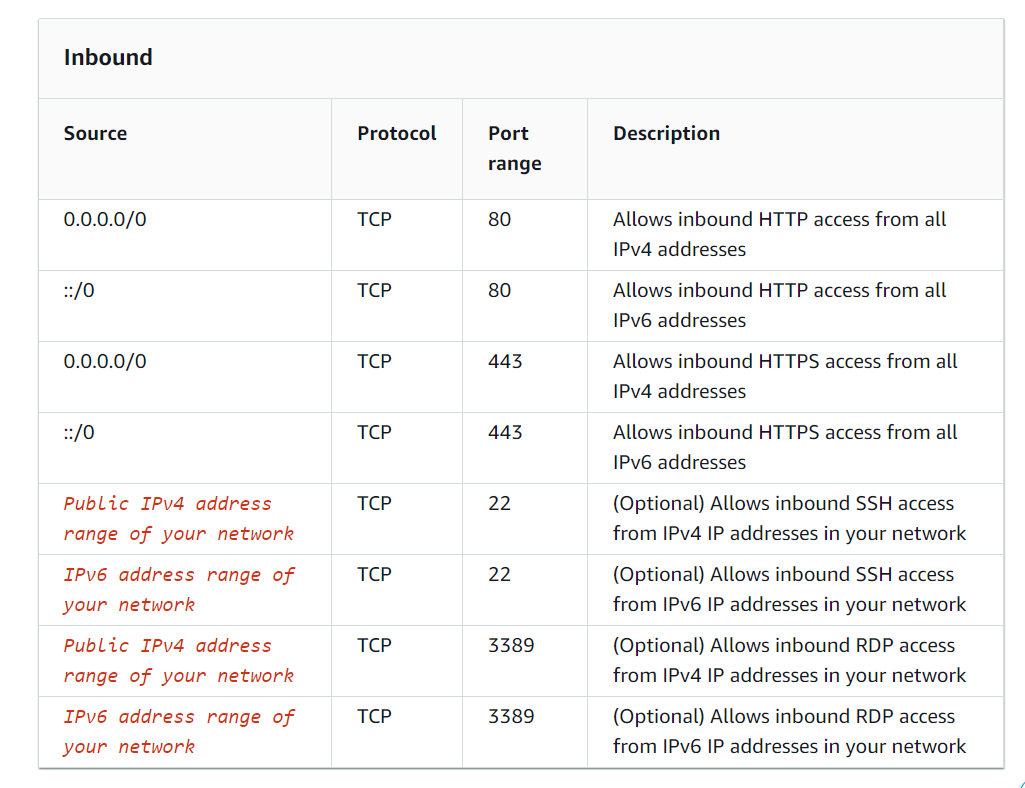 Inbound
Source Protocol Port range Description
0.0.0.0/0 TCP 80 Allows inbound HTTP access from all IPv4 addresses
::/0 TCP 80 Allows inbound HTTP access from all IPv6 addresses
0.0.0.0/0 TCP 443 Allows inbound HTTPS access from all IPv4 addresses
::/0 TCP 443 Allows inbound HTTPS access from all IPv6 addresses
Public IPv4 address range of your network TCP 22 (Optional) Allows inbound SSH access from IPv4 IP addresses in your network
IPv6 address range of your network TCP 22 (Optional) Allows inbound SSH access from IPv6 IP addresses in your network
Public IPv4 address range of your network TCP 3389 (Optional) Allows inbound RDP access from IPv4 IP addresses in your network
IPv6 address range of your network TCP 3389 (Optional) Allows inbound RDP access from IPv6 IP addresses in your network